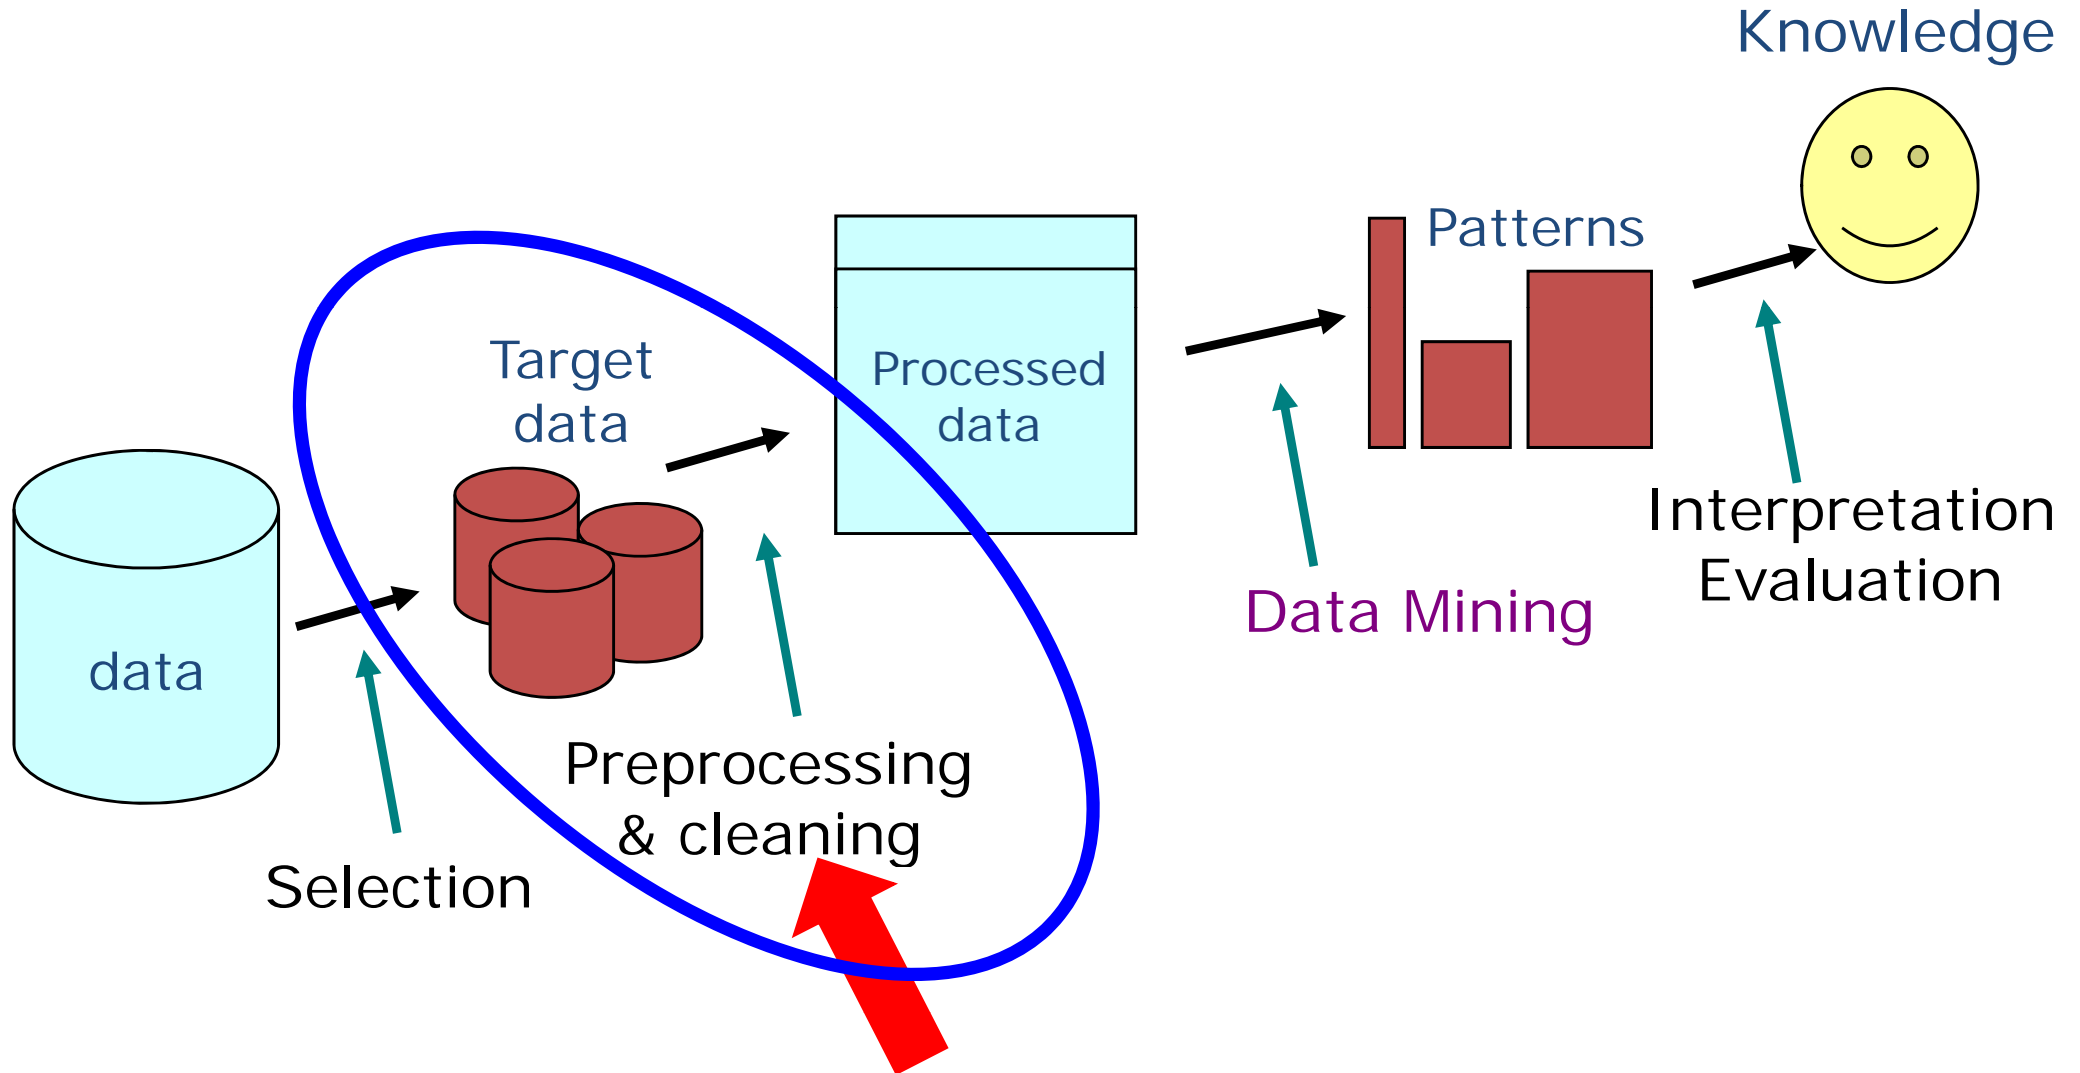 Knowledge
Patterns
Target
data
Processed
data
data
Interpretation
Evaluation
Data Mining
Preprocessing
& cleaning
Selection